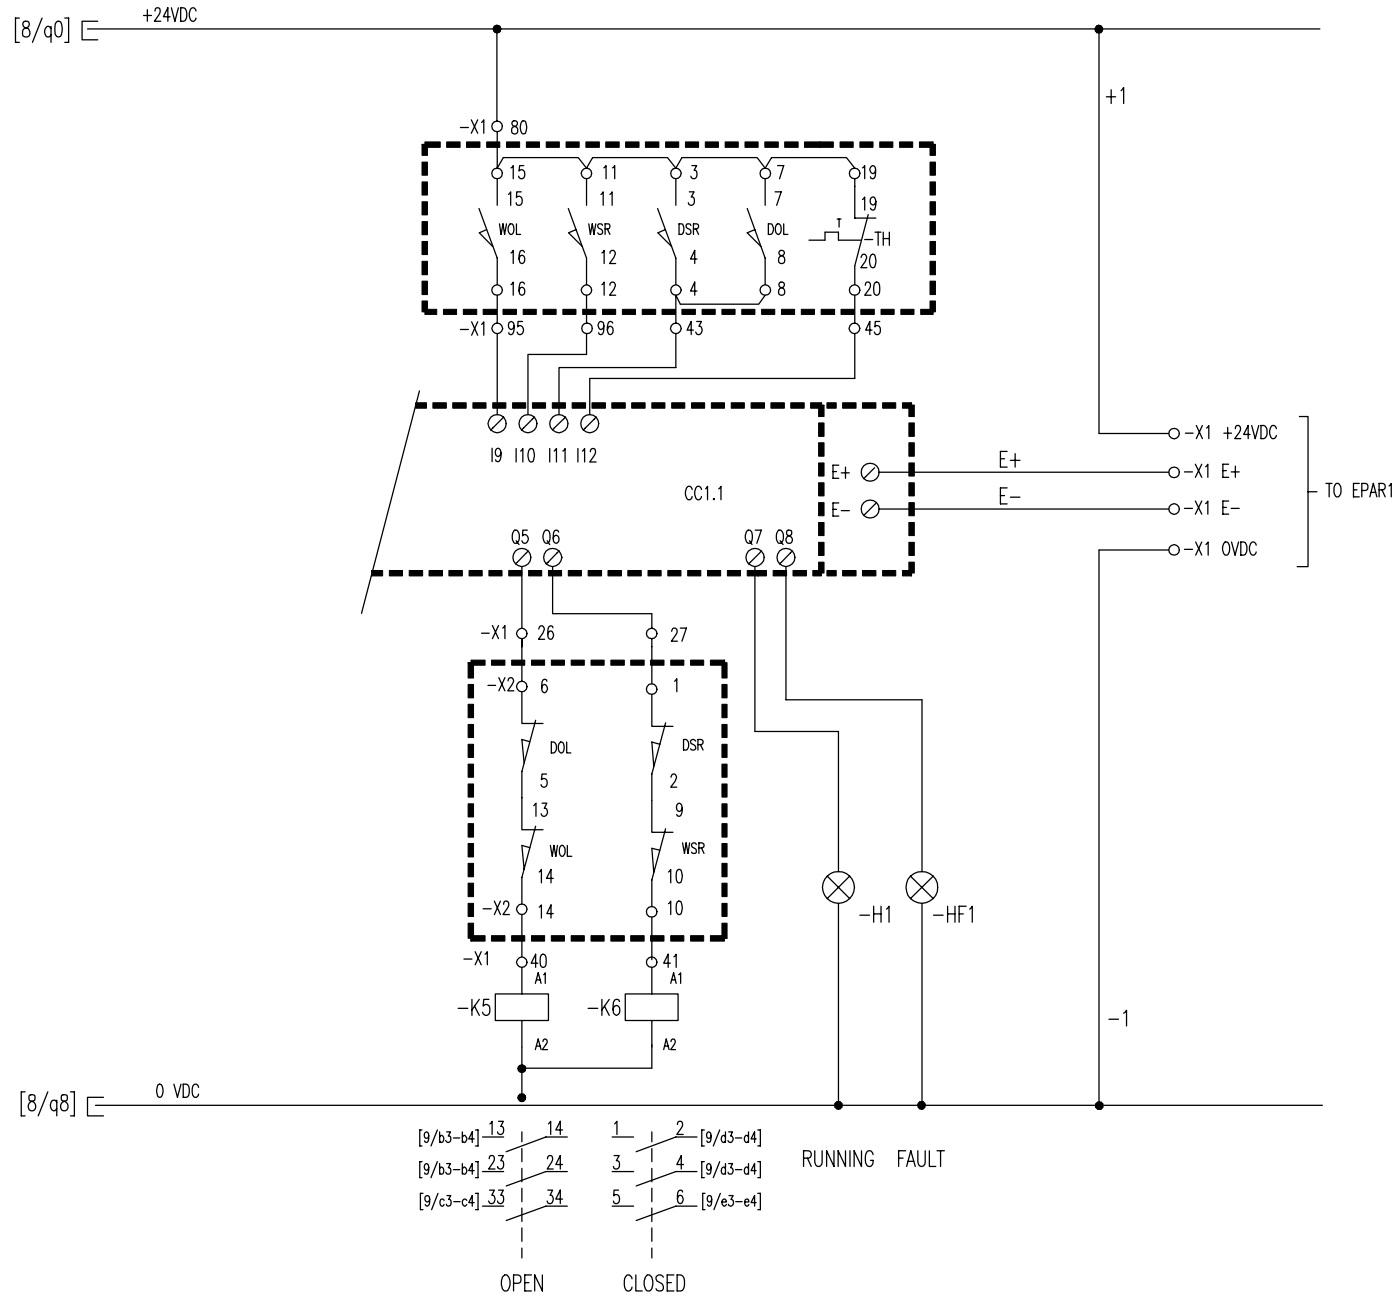 +24VDC
[8/q0]
+1
-X1 80
15 11 3 7 19
15 11 3 7 19
WOL WSR DSR DOL T -TH
16 12 4 8 20
16 12 4 8 20
-X1 95 96 43 45
-X1 +24VDC
I9 I10 I11 I12
E+ E+ -X1 E+
CC1.1 TO EPAR1
E- E- -X1 E-
Q5 Q6 Q7 Q8
-X1 0VDC
-X1 26 27
-X2 6 1
DOL DSR
5 2
13 9
WOL WSR
14 10
-X2 14 10
-H1 -HF1
-X1 40 41
A1 A1
-K5 -K6
-1
A2 A2
0 VDC
[8/q8]
[9/b3-b4] 13 14 1 2 [9/d3-d4]
RUNNING FAULT
[9/b3-b4] 23 24 3 4 [9/d3-d4]
[9/c3-c4] 33 34 5 6 [9/e3-e4]
OPEN CLOSED